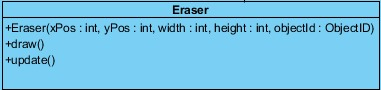 Eraser
+Eraser(xPos : int, yPos : int, width : int, height : int, objectId : ObjectID)
+draw()
+update()